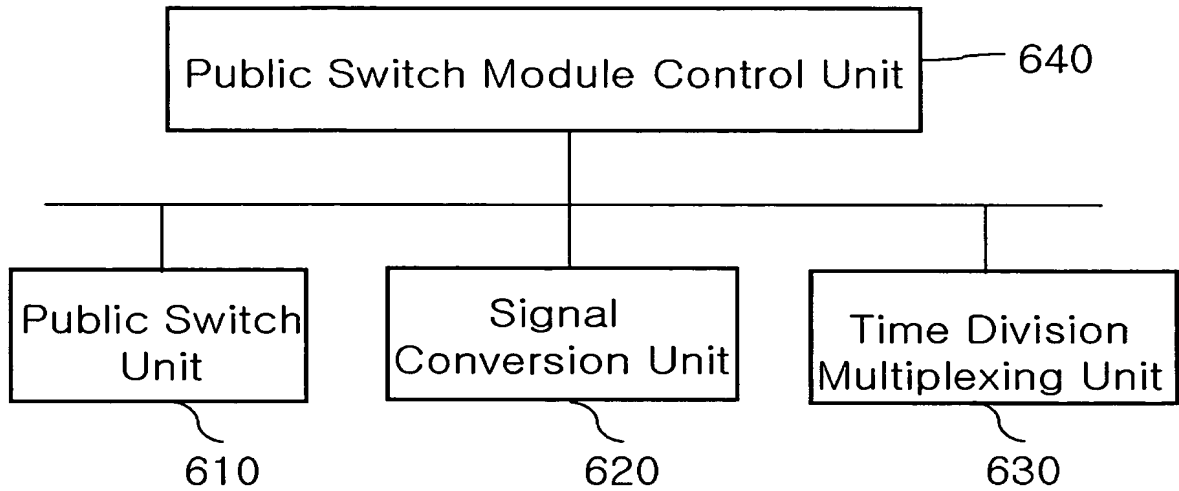 Public Switch Module Control Unit
640
Public Switch
Unit
Signal
Conversion Unit
Time Division
Multiplexing Unit
610
620
630